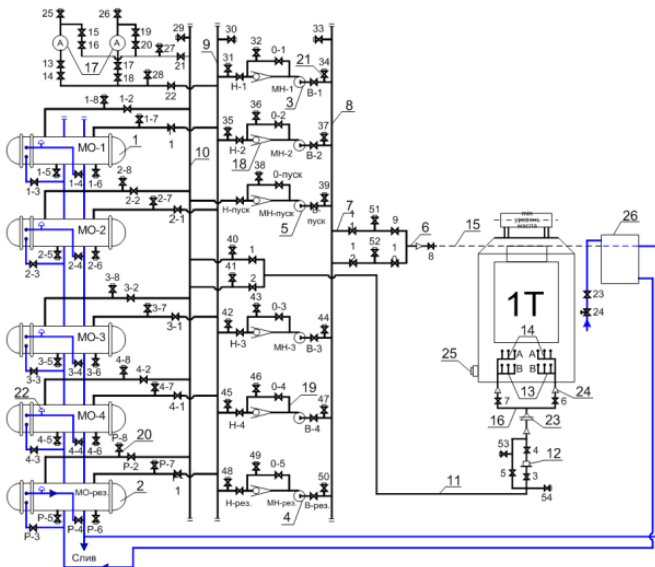 25 26 29 30 33
15 19 27 32 0-1 21 34
A A 16 20 21 31
13 17 17 9 МН-1
14 18 28 22 Н-1 3 В-1
1-8 1-2 1-7 36 0-2 8
35 37
МО-1 1 1 10 Н-2 18 МН-2 В-2
1-5 1-4 1-6 38 0-пуск 39
1-3 2-8 2-2 2-7 2-1
Н-пуск МН-пуск 5 В-пуск 7 51 9 6 15 26
МО-2 min уровень масла
2-5 2-4 2-6 40 1 52 8
2-3 41 2 1Т 23
3-8 3-2 3-7 43 0-3 24
3-1 42 44
МО-3 Н-3 МН-3 В-3 14
3-5 3-4 3-6 A A
3-3 4-8 4-2 4-7 46 0-4 19 25 В В 24
22 4-1 45 47 13
МО-4 Н-4 МН-4 В-4 7 6
4-5 4-4 4-6 Р-8 20 16 23
4-3 Р-2 Р-7 49 0-5 53 4 12
48 50 11 5 3
МО-рез. 1 2 Н-рез. МН-рез. 4 В-рез. 54
Р-5 Р-4 Р-6
Р-3
Слив